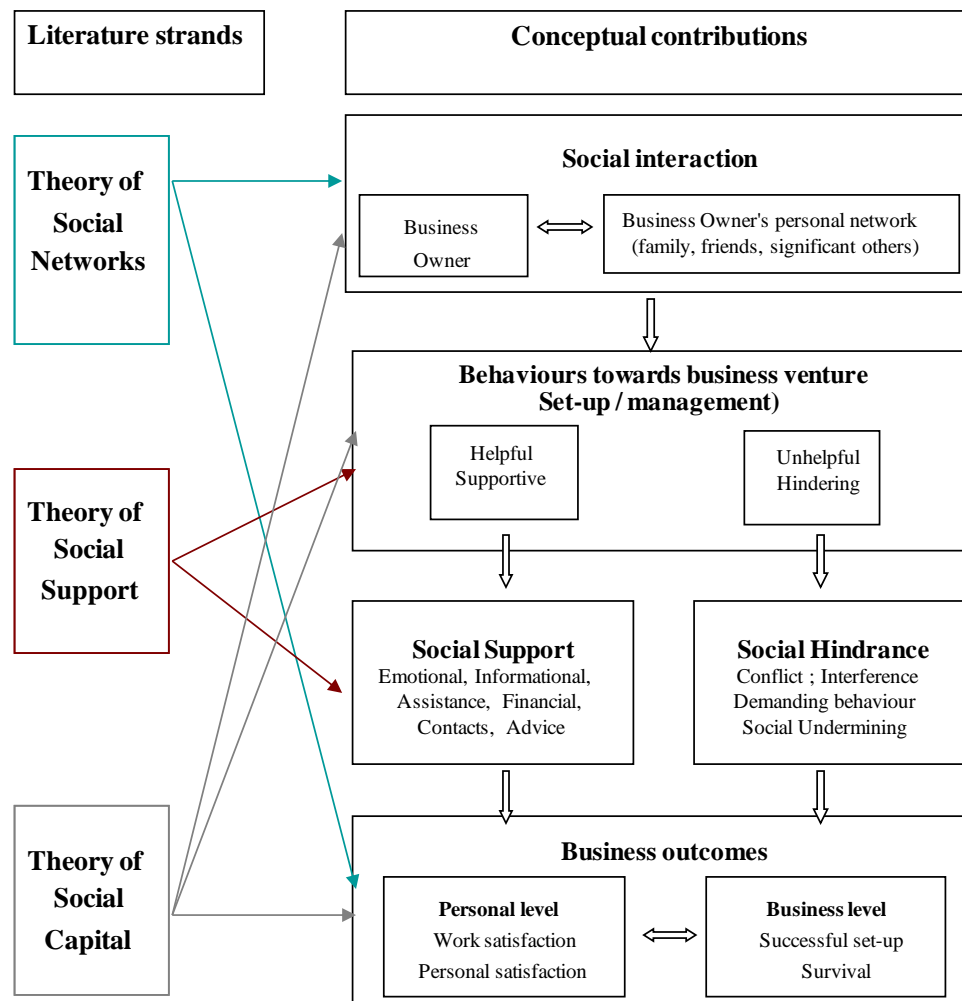 Literature strands
Conceptual contributions
Theory of
Social
Networks
Social interaction
Business
Owner
Business Owner's personal network
(family, friends, significant others)
Behaviours towards business venture
Set-up / management)
Helpful
Supportive
Unhelpful
Hindering
Theory of
Social
Support
Social Support
Emotional, Informational,
Assistance, Financial,
Contacts, Advice
Social Hindrance
Conflict ; Interference
Demanding behaviour
Social Undermining
Theory of
Social
Capital
Business outcomes
Personal level
Work satisfaction
Personal satisfaction
Business level
Successful set-up
Survival